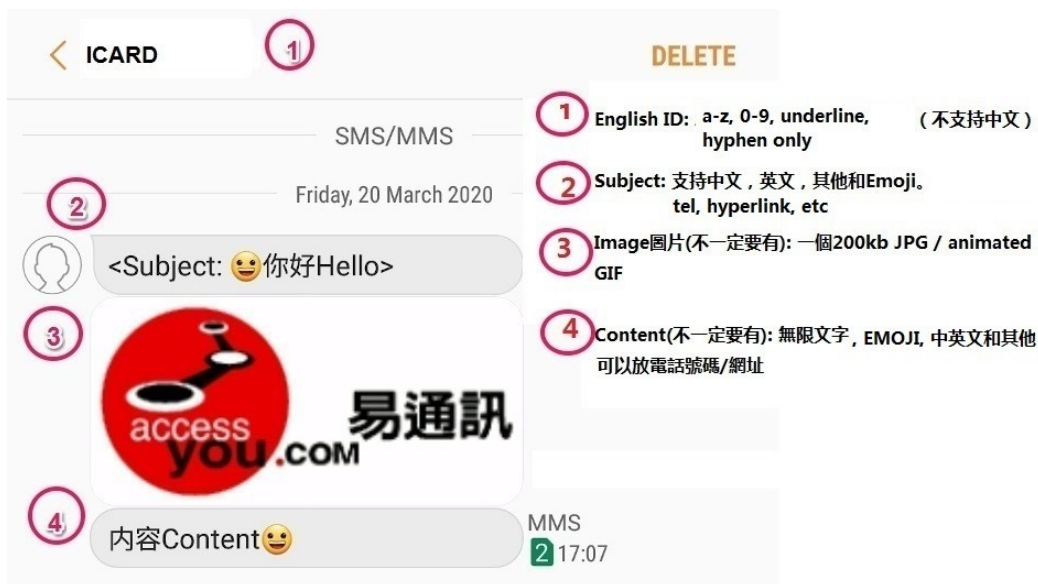 ICARD
1
DELETE
SMS/MMS
Friday, 20 March 2020
2
<Subject: 😀你好Hello>
3
access
you.com
易通訊
4
内容Content😀
MMS
2 17:07
1
English ID: a-z, 0-9, underline, (不支持中文)
hyphen only
2
Subject: 支持中文,英文,其他和Emoji。
tel, hyperlink, etc
3
Image圖片(不一定要有): 一個200kb JPG / animated
GIF
4
Content(不一定要有): 無限文字, EMOJI, 中英文和其他
可以放電話號碼/網址